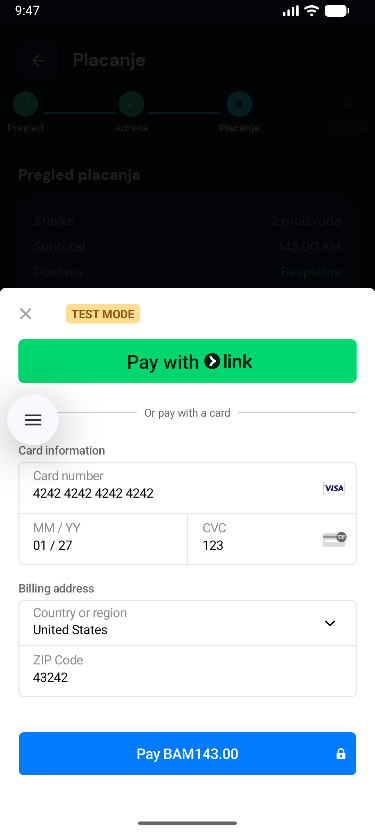 9:47
Placanje
3
Pregled
Adresa
Placanje
Pregled placanja
Stavke
2 proizvoda
Subtotal
143.00 KM
Dostava
Besplatna
TEST MODE
Pay with link
Or pay with a card
Card information
Card number
4242 4242 4242 4242
VISA
MM / YY
CVC
01 / 27
123
Billing address
Country or region
United States
ZIP Code
43242
Pay BAM143.00